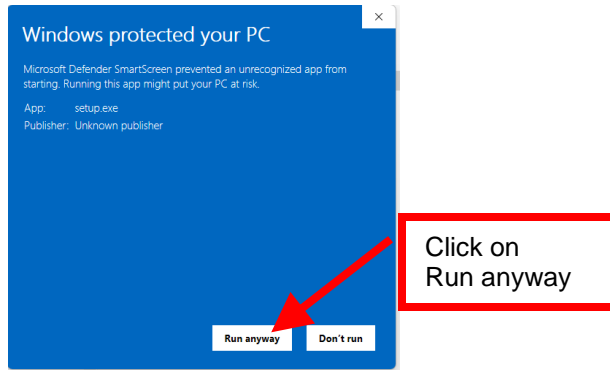 Windows protected your PC
Microsoft Defender SmartScreen prevented an unrecognized app from
starting. Running this app might put your PC at risk.
App: setup.exe
Publisher: Unknown publisher
Click on
Run anyway
Run anyway Don't run